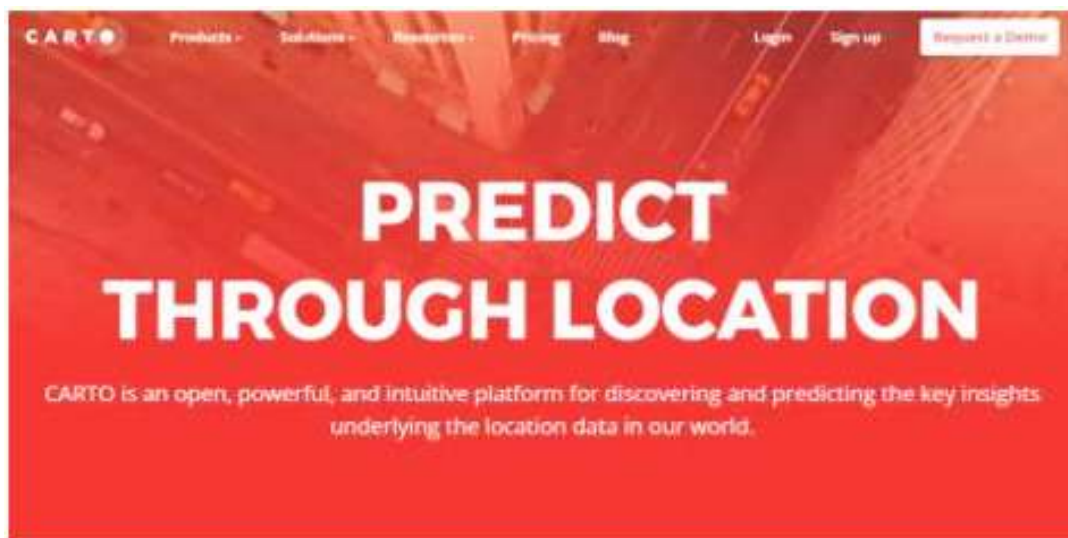 CARTO Products Solutions Resources Pricing Blog Login Sign up Request a Demo
PREDICT
THROUGH LOCATION
CARTO is an open, powerful, and intuitive platform for discovering and predicting the key insights
underlying the location data in our world.